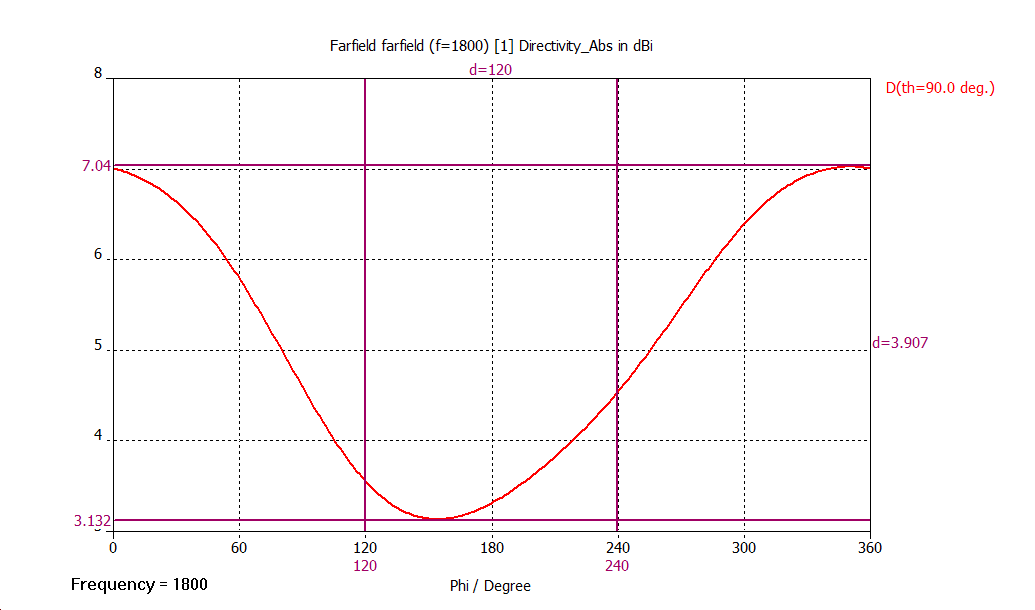 Farfield farfield (f=1800) [1] Directivity_Abs in dBi
d=120
8
D(th=90.0 deg.)
7.04
6
5
d=3.907
4
3.132
0 60 120 180 240 300 360
120 240
Frequency = 1800
Phi / Degree